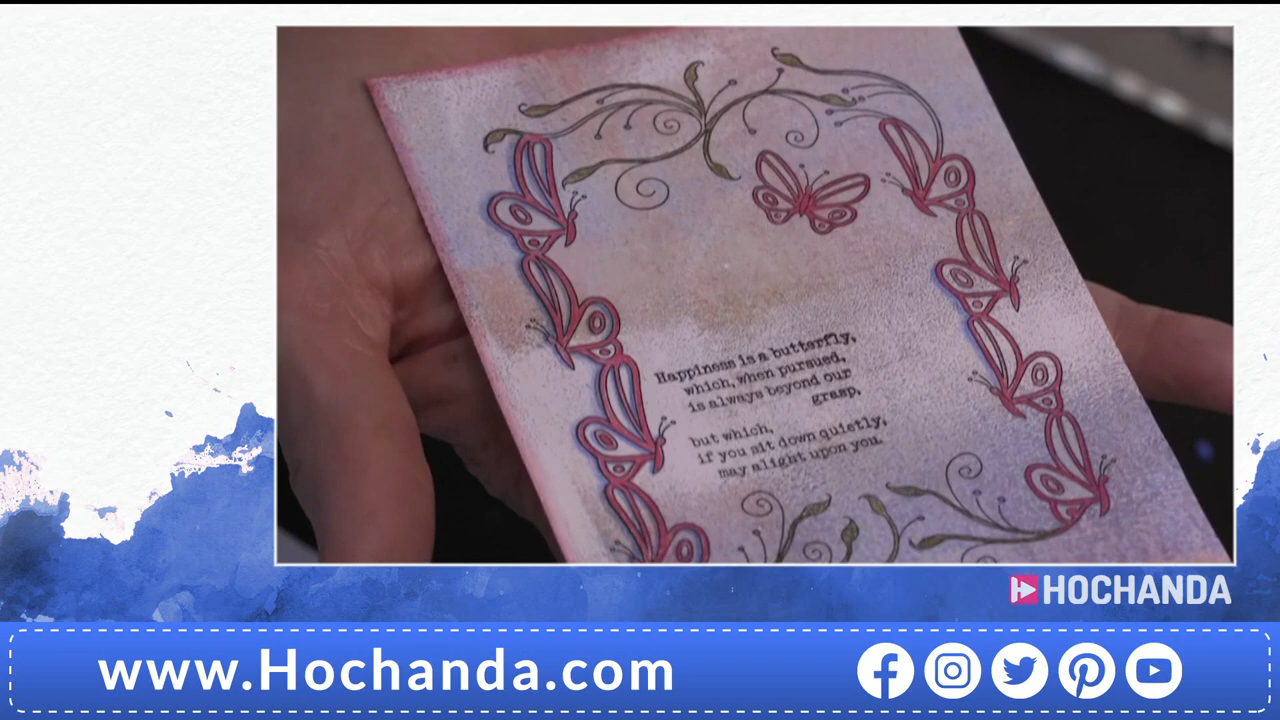 Happiness is a butterfly,
which, when pursued,
is always beyond our
grasp.
but which,
if you sit down quietly,
may alight upon you.
HOCHANDA
www.Hochanda.com